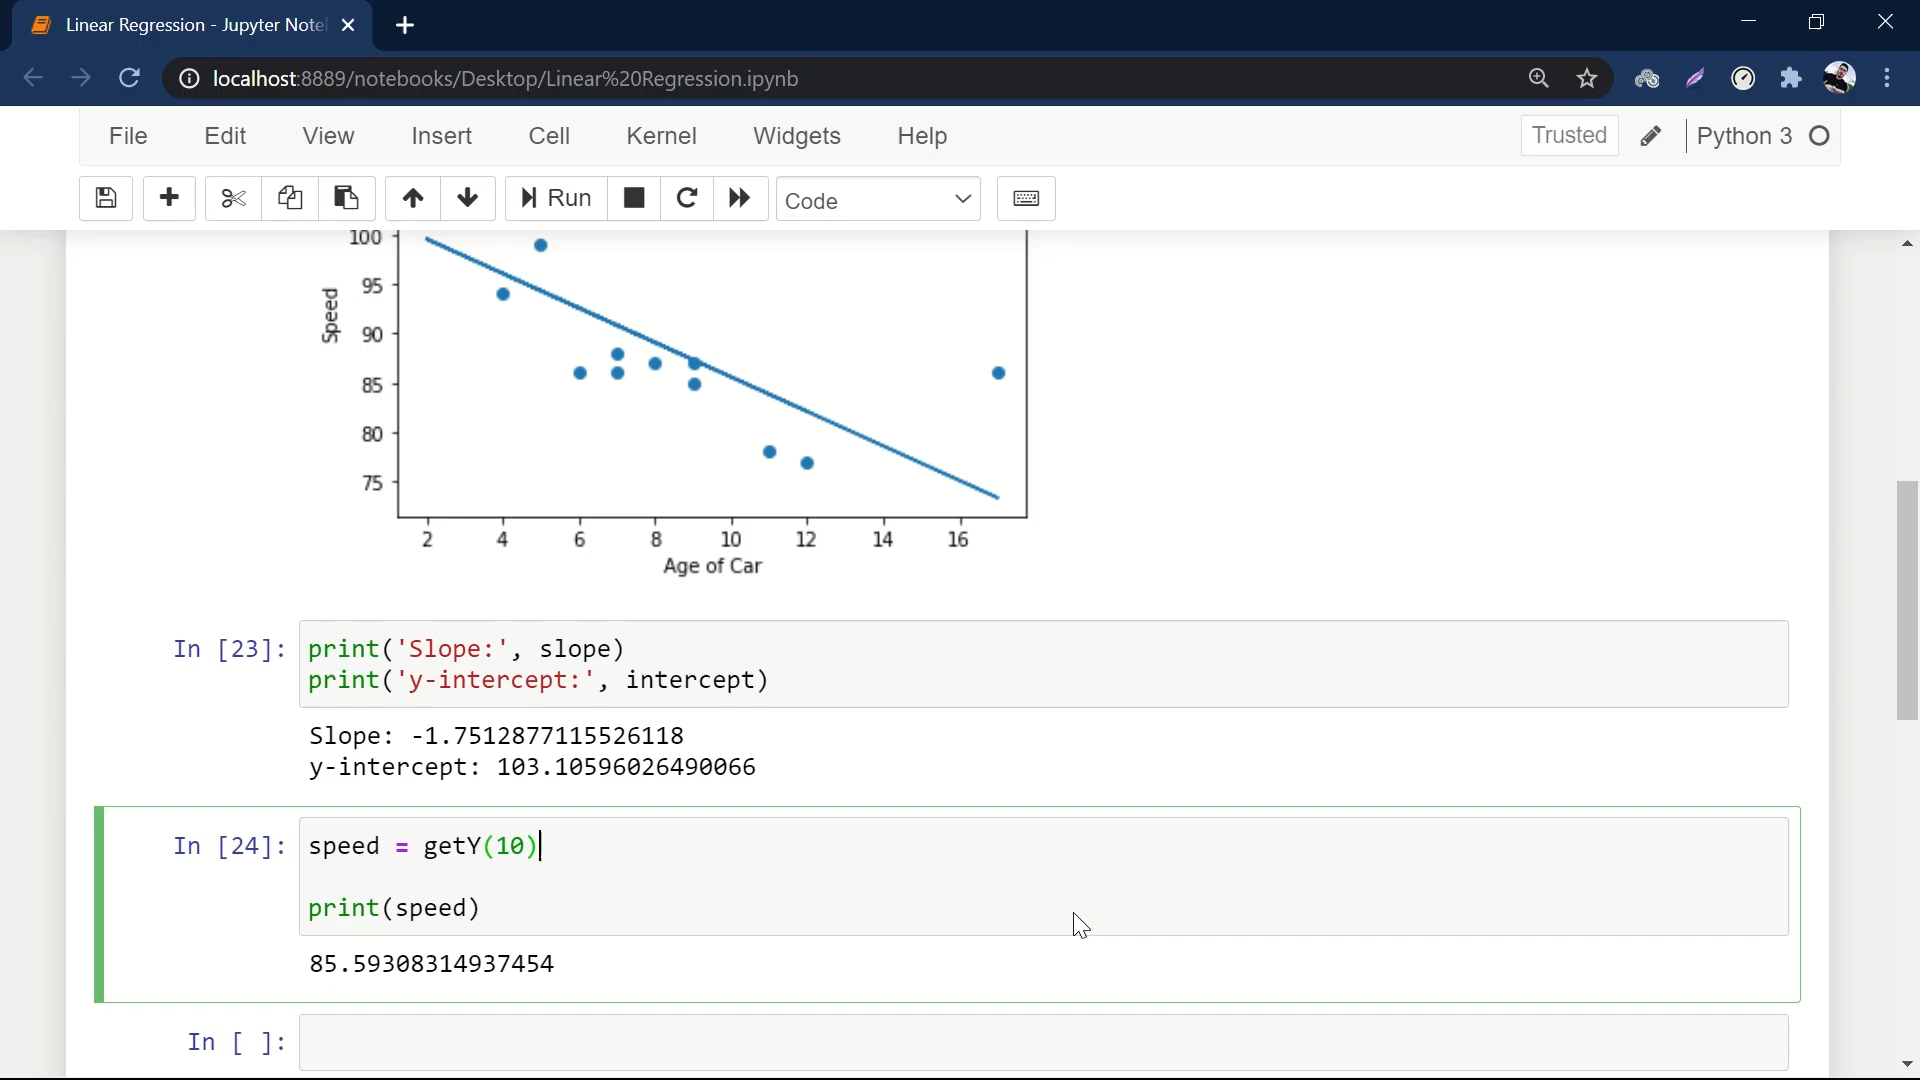 Linear Regression - Jupyter Note
localhost:8889/notebooks/Desktop/Linear%20Regression.ipynb
File Edit View Insert Cell Kernel Widgets Help Trusted Python 3
Run Code
100
95
90
85
80
75
Speed
2 4 6 8 10 12 14 16
Age of Car
In [23]: print('Slope:', slope)
print('y-intercept:', intercept)
Slope: -1.7512877115526118
y-intercept: 103.10596026490066
In [24]: speed = getY(10)
print(speed)
85.59308314937454
In [ ]: